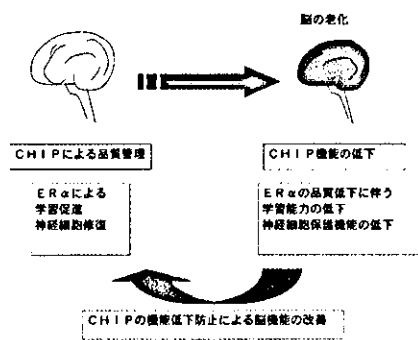 脳の老化
CHIPによる品質管理
CHIP機能の低下
ERαによる
学習促進
神経細胞修復
ERαの品質低下に伴う
学習能力の低下
神経細胞保護機能の低下
CHIPの機能低下防止による脳機能の改善